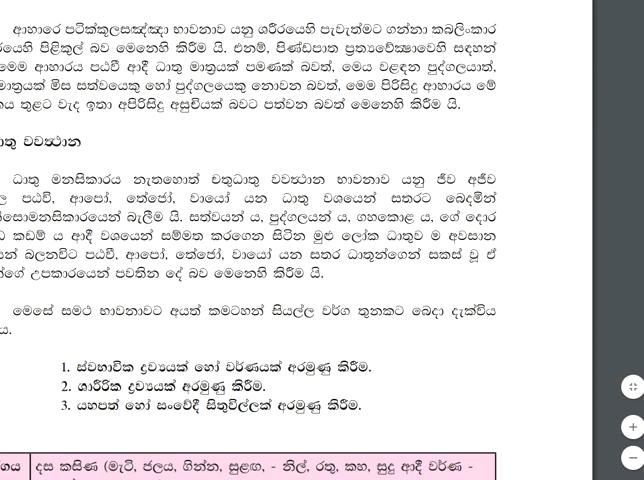 ආහාරෙ පටික්කූලසඤ්ඤා භාවනාව යනු ශරීරයෙහි පැවැත්මට ගන්නා කබලිංකාර
රයෙහි පිළිකුල් බව මෙනෙහි කිරීම යි. එනම්, පිණ්ඩපාත ප්‍රත්‍යවේක්‍ෂාවෙහි සඳහන්
මෙම ආහාරය පඨවී ආදී ධාතු මාත්‍රයක් පමණක් බවත්, මෙය වළඳන පුද්ගලයාත්,
මාත්‍රයක් මිස සත්වයෙකු හෝ පුද්ගලයෙකු නොවන බවත්, මෙම පිරිසිදු ආහාරය මේ
ය තුළට වැද ඉතා අපිරිසිදු අසූචියක් බවට පත්වන බවත් මෙනෙහි කිරීම යි.
තු වවත්‍ථාන
ධාතු මනසිකාරය නැතහොත් චතුධාතු වවත්‍ථාන භාවනාව යනු ජීව අජීව
ල පඨවි, ආපෝ, තේජෝ, වායෝ යන ධාතු වශයෙන් සතරට බෙදමින්
ිසොමනසිකාරයෙන් බැලීම යි. සත්වයන් ය, පුද්ගලයන් ය, ගහකොළ ය, ගේ දොර
කඩම් ය ආදී වශයෙන් සම්මත කරගෙන සිටින මුළු ලෝක ධාතුව ම අවසාන
යන් බලනවිට පඨවී, ආපෝ, තේජෝ, වායෝ යන සතර ධාතූන්ගෙන් සකස් වූ ඒ
න්ගේ උපකාරයෙන් පවතින දේ බව මෙනෙහි කිරීම යි.
මෙසේ සමථ භාවනාවට අයත් කමටහන් සියල්ල වර්ග තුනකට බෙදා දැක්විය
ය.
1. ස්වභාවික ද්‍රව්‍යයක් හෝ වර්ණයක් අරමුණු කිරීම.
2. ශාරීරික ද්‍රව්‍යයක් අරමුණු කිරීම.
3. යහපත් හෝ සංවේදී සිතුවිල්ලක් අරමුණු කිරීම.
ගය දස කසිණ (මැටි, ජලය, ගින්න, සුළඟ, - නිල්, රතු, කහ, සුදු ආදී වර්ණ -